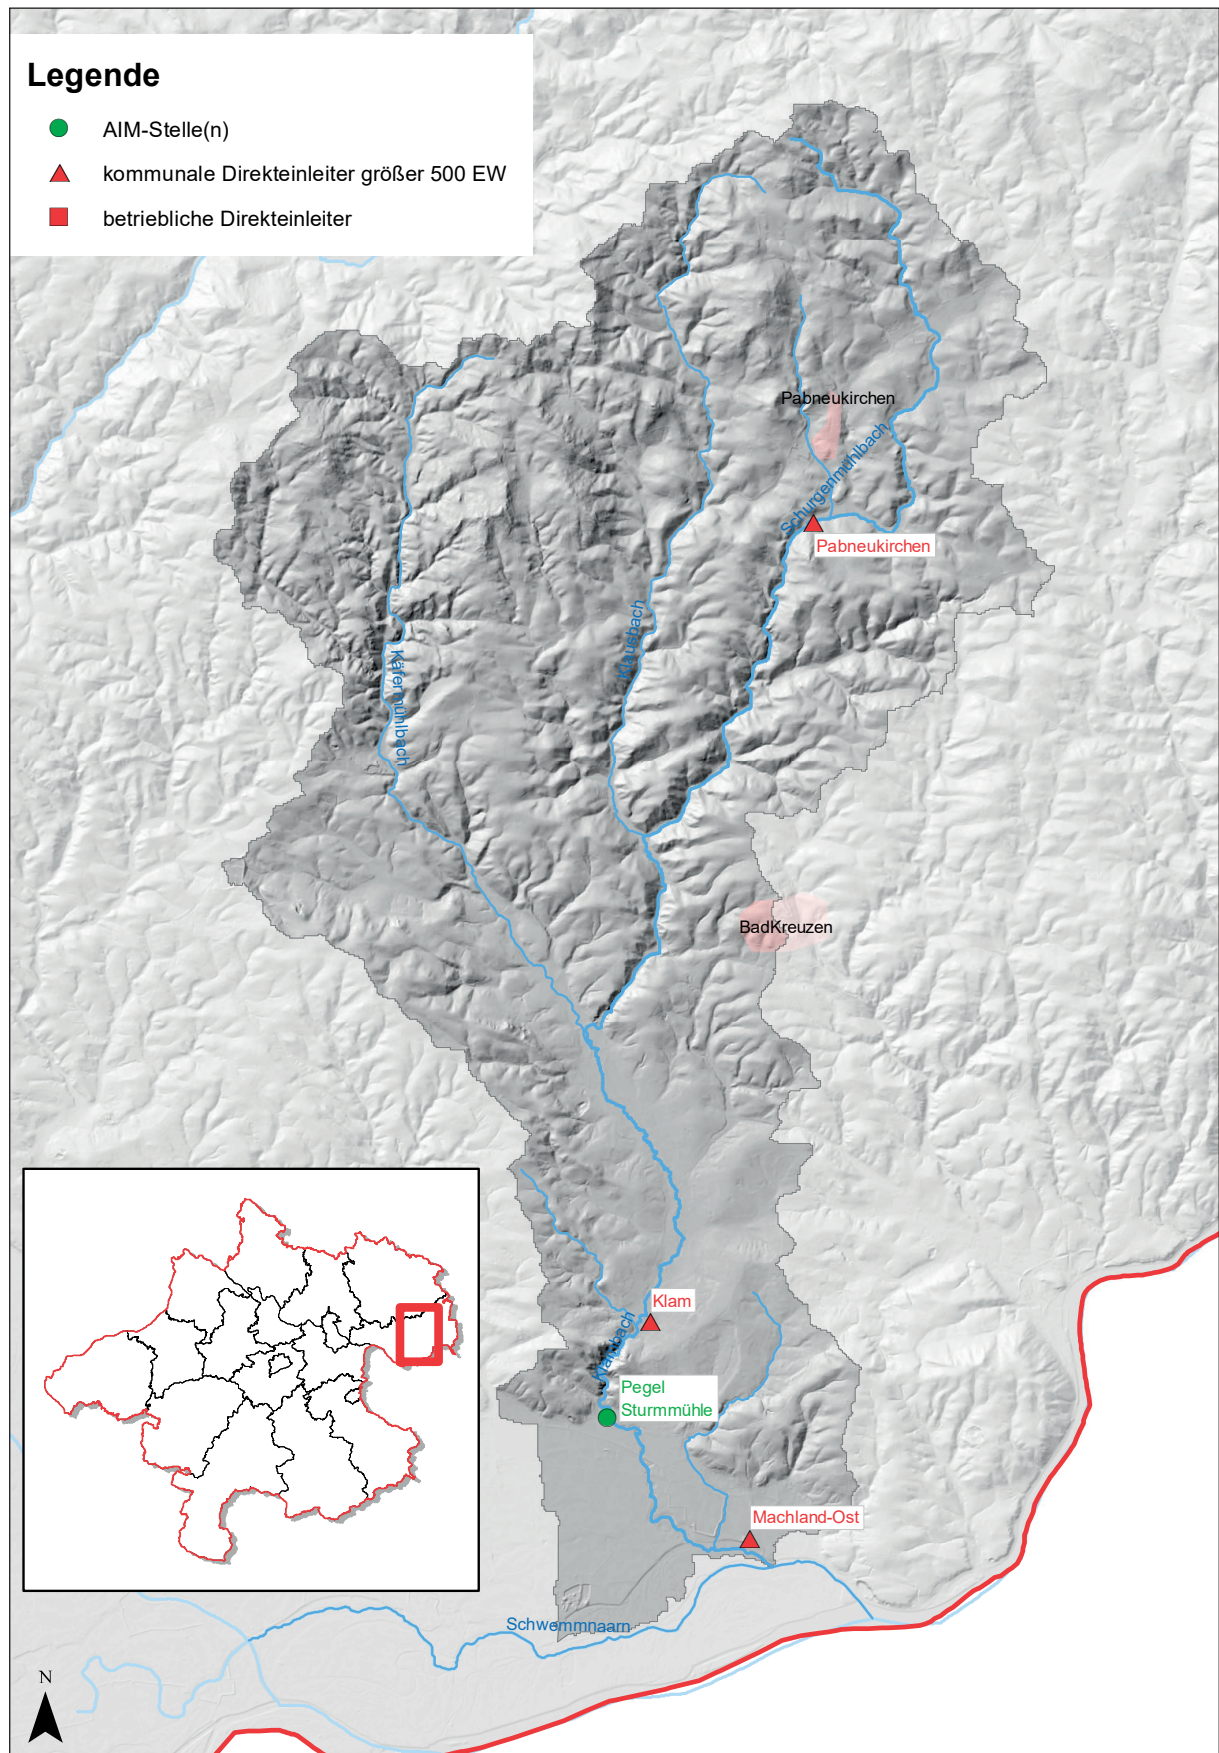 Legende
AIM-Stelle(n)
kommunale Direkteinleiter größer 500 EW
betriebliche Direkteinleiter
Pabneukirchen
Schurgenmühlbach
Pabneukirchen
Klausbach
Käfermühlbach
BadKreuzen
Klam
Klambach
Pegel
Sturmmühle
Machland-Ost
Schwemmnaarn
N